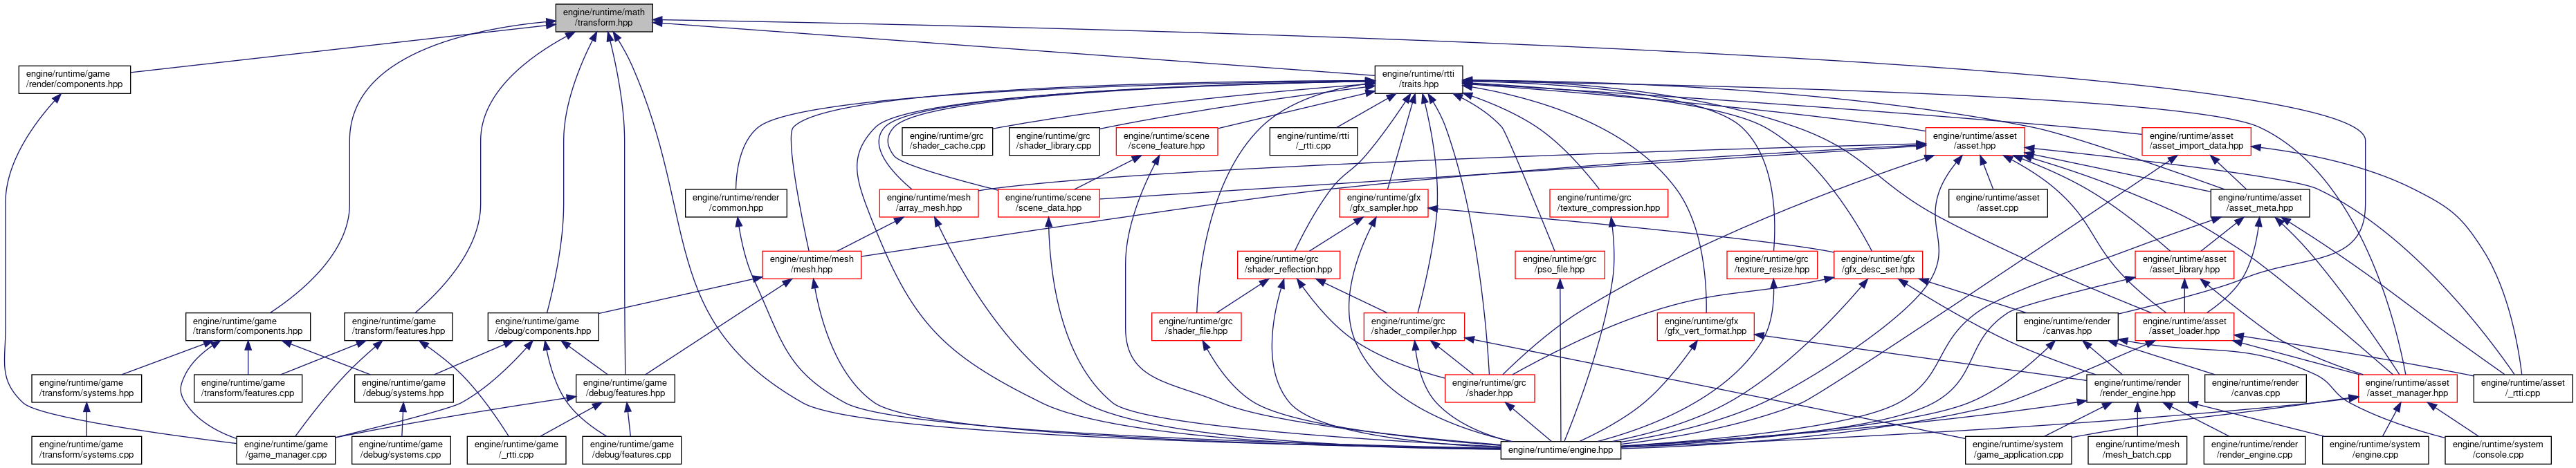 engine/runtime/math
/transform.hpp
engine/runtime/game
/render/components.hpp
engine/runtime/rtti
/traits.hpp
engine/runtime/grc
/shader_cache.cpp
engine/runtime/grc
/shader_library.cpp
engine/runtime/scene
/scene_feature.hpp
engine/runtime/rtti
/_rtti.cpp
engine/runtime/asset
/asset.hpp
engine/runtime/asset
/asset_import_data.hpp
engine/runtime/render
/common.hpp
engine/runtime/mesh
/array_mesh.hpp
engine/runtime/scene
/scene_data.hpp
engine/runtime/gfx
/gfx_sampler.hpp
engine/runtime/grc
/texture_compression.hpp
engine/runtime/asset
/asset.cpp
engine/runtime/asset
/asset_meta.hpp
engine/runtime/mesh
/mesh.hpp
engine/runtime/grc
/shader_reflection.hpp
engine/runtime/grc
/pso_file.hpp
engine/runtime/grc
/texture_resize.hpp
engine/runtime/gfx
/gfx_desc_set.hpp
engine/runtime/asset
/asset_library.hpp
engine/runtime/game
/transform/components.hpp
engine/runtime/game
/transform/features.hpp
engine/runtime/game
/debug/components.hpp
engine/runtime/grc
/shader_file.hpp
engine/runtime/grc
/shader_compiler.hpp
engine/runtime/gfx
/gfx_vert_format.hpp
engine/runtime/render
/canvas.hpp
engine/runtime/asset
/asset_loader.hpp
engine/runtime/game
/transform/systems.hpp
engine/runtime/game
/transform/features.cpp
engine/runtime/game
/debug/systems.hpp
engine/runtime/game
/debug/features.hpp
engine/runtime/grc
/shader.hpp
engine/runtime/render
/render_engine.hpp
engine/runtime/render
/canvas.cpp
engine/runtime/asset
/asset_manager.hpp
engine/runtime/asset
/_rtti.cpp
engine/runtime/game
/transform/systems.cpp
engine/runtime/game
/game_manager.cpp
engine/runtime/game
/debug/systems.cpp
engine/runtime/game
/_rtti.cpp
engine/runtime/game
/debug/features.cpp
engine/runtime/engine.hpp
engine/runtime/system
/game_application.cpp
engine/runtime/mesh
/mesh_batch.cpp
engine/runtime/render
/render_engine.cpp
engine/runtime/system
/engine.cpp
engine/runtime/system
/console.cpp